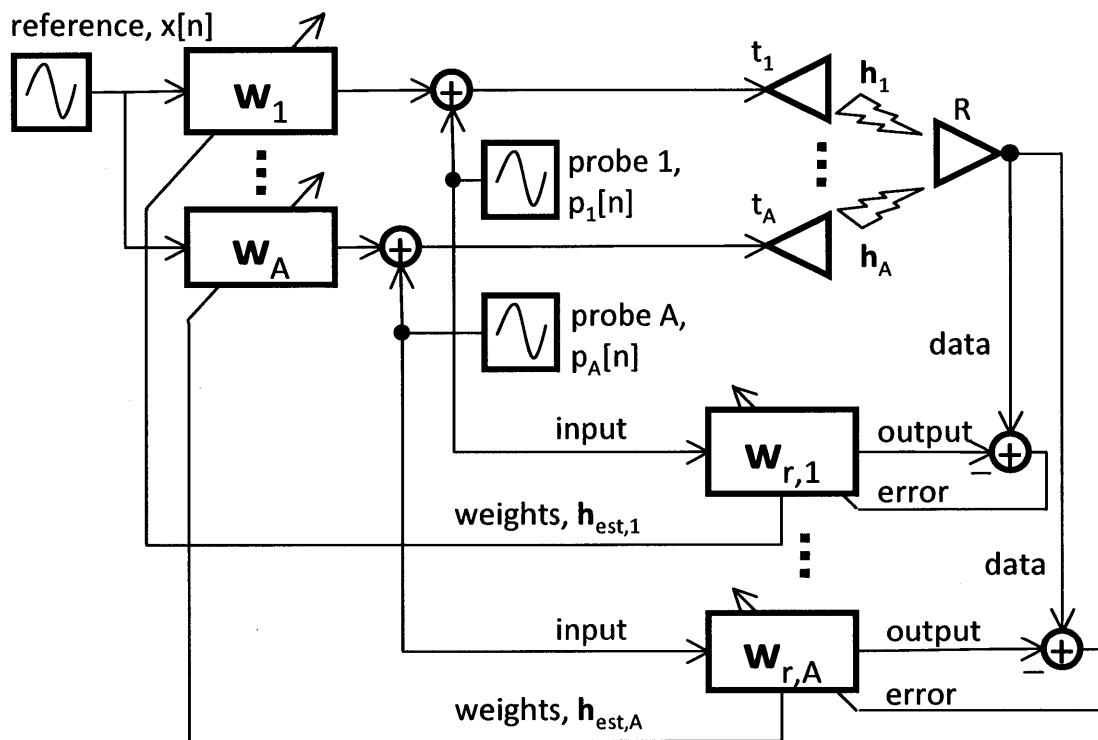 reference, x[n]
w1
t1
h1
R
probe 1,
p1[n]
wA
tA
hA
probe A,
pA[n]
data
input
wr,1
output
error
weights, hest,1
data
input
wr,A
output
error
weights, hest,A